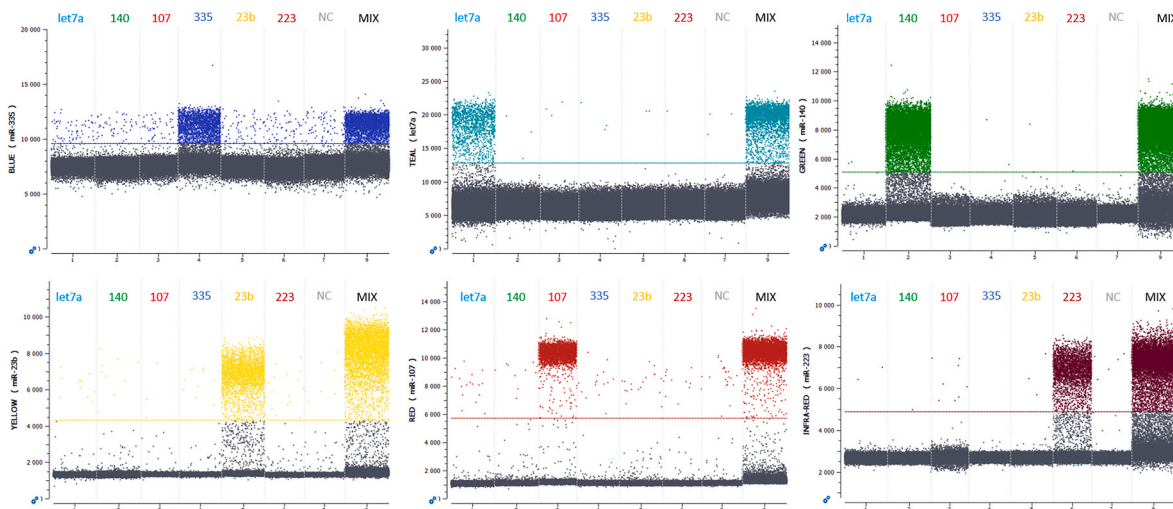 let7a 140 107 335 23b 223 NC MIX
20 000
15 000
10 000
5 000
BLUE ( miR-335)
1 2 3 4 5 6 7 9
let7a 140 107 335 23b 223 NC MIX
30 000
25 000
20 000
15 000
10 000
5 000
TEAL ( let7a)
1 2 3 4 5 6 7 9
let7a 140 107 335 23b 223 NC MIX
14 000
12 000
10 000
8 000
6 000
4 000
2 000
GREEN ( miR-140)
1 2 3 4 5 6 7 9
let7a 140 107 335 23b 223 NC MIX
10 000
8 000
6 000
4 000
2 000
YELLOW ( miR-23b)
let7a 140 107 335 23b 223 NC MIX
14 000
12 000
10 000
8 000
6 000
4 000
2 000
RED ( miR-107)
let7a 140 107 335 23b 223 NC MIX
10 000
8 000
6 000
4 000
2 000
INFRA-RED ( miR-223)